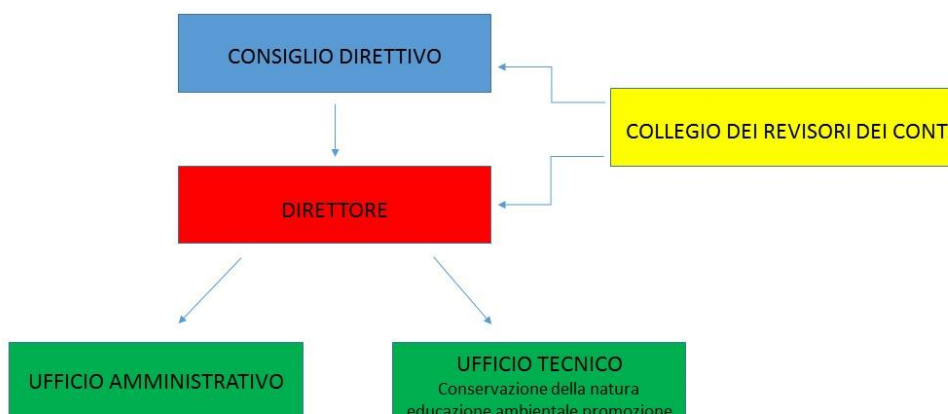 CONSIGLIO DIRETTIVO
COLLEGIO DEI REVISORI DEI CONT
DIRETTORE
UFFICIO AMMINISTRATIVO
UFFICIO TECNICO
Conservazione della natura
educazione ambientale promozione